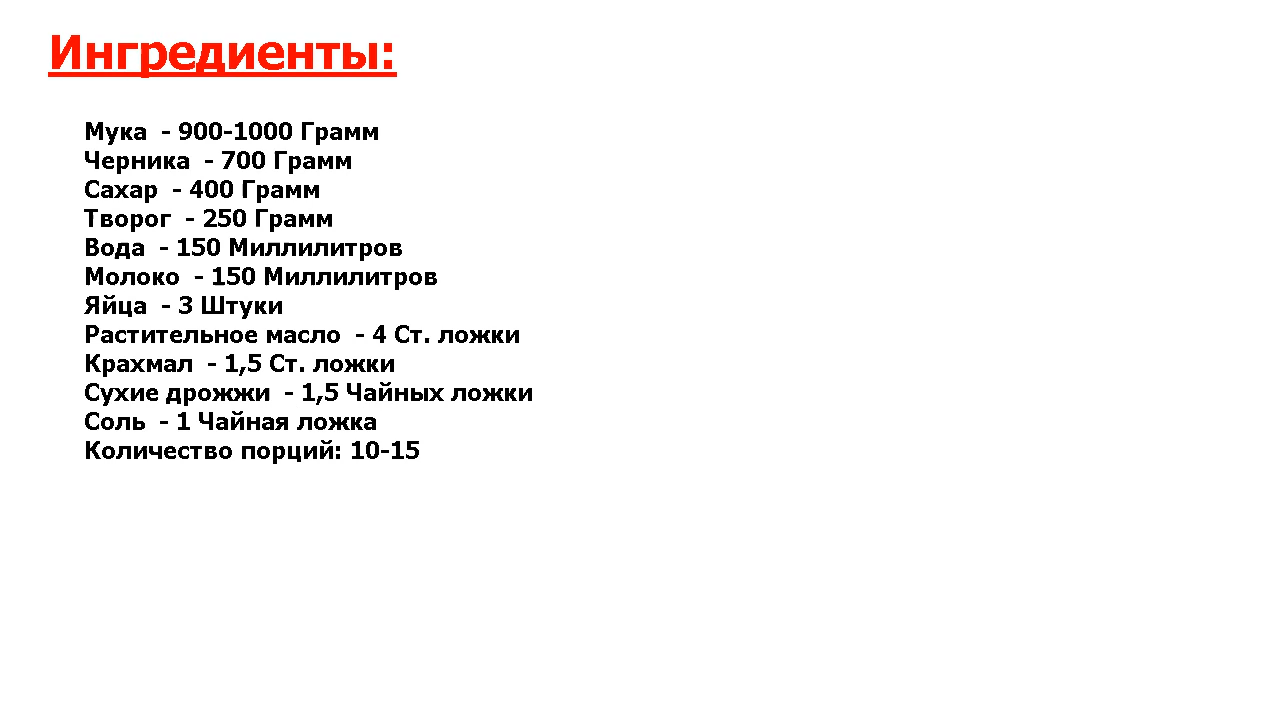 Ингредиенты:
Мука - 900-1000 Грамм
Черника - 700 Грамм
Сахар - 400 Грамм
Творог - 250 Грамм
Вода - 150 Миллилитров
Молоко - 150 Миллилитров
Яйца - 3 Штуки
Растительное масло - 4 Ст. ложки
Крахмал - 1,5 Ст. ложки
Сухие дрожжи - 1,5 Чайных ложки
Соль - 1 Чайная ложка
Количество порций: 10-15